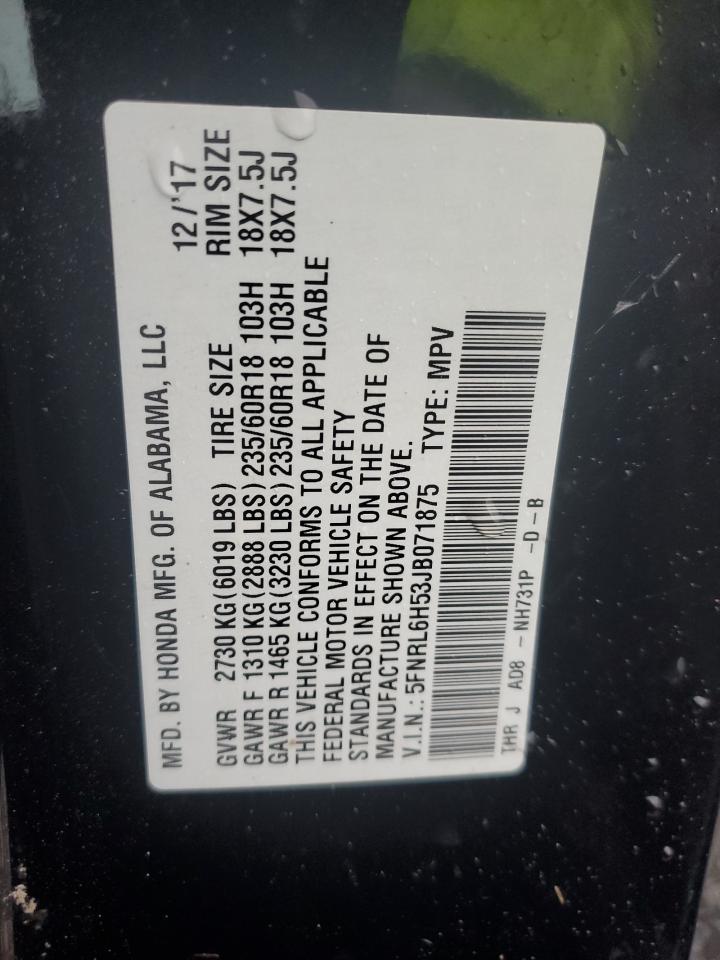 MFD. BY HONDA MFG. OF ALABAMA, LLC 12/'17
GVWR 2730 KG(6019 LBS) TIRE SIZE RIM SIZE
GAWR F 1310 KG(2888 LBS)235/60R18 103H 18X7.5J
GAWR R 1465 KG(3230 LBS)235/60R18 103H 18X7.5J
THIS VEHICLE CONFORMS TO ALL APPLICABLE
FEDERAL MOTOR VEHICLE SAFETY
STANDARDS IN EFFECT ON THE DATE OF
MANUFACTURE SHOWN ABOVE.
V.I.N.: 5FNRL6H53JB071875 TYPE: MPV
THR J AD8 - NH731P -D-B